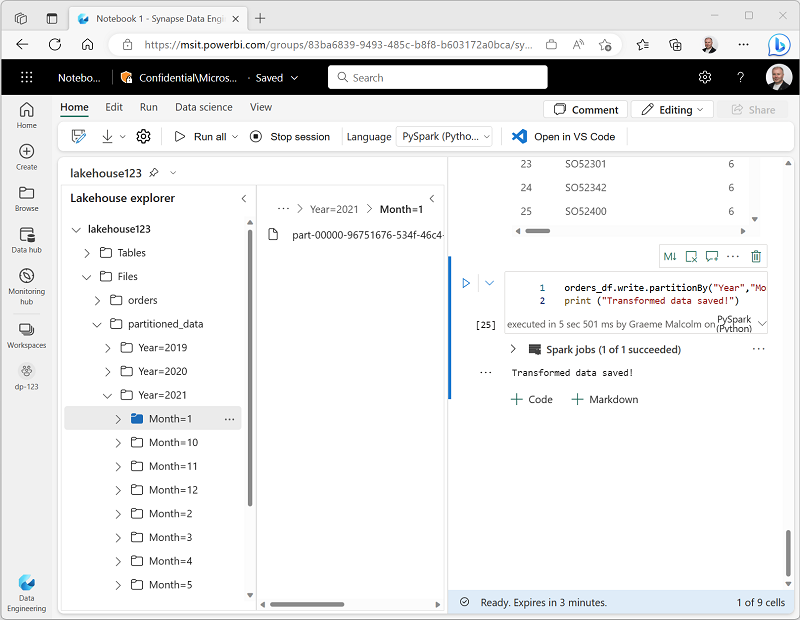 Notebook 1 - Synapse Data Engi
https://msit.powerbi.com/groups/83ba6839-9493-485c-b8f8-b603172a0bca/sy...
Notebo...
Confidential\Micros...
Saved
Search
Home Edit Run Data science View
Comment
Editing
Share
Run all
Stop session
Language
PySpark (Pytho...
Open in VS Code
Home
Create
Browse
Data hub
Monitoring
hub
Workspaces
dp-123
Data
Engineering
lakehouse123
Lakehouse explorer
lakehouse123
Tables
Files
orders
partitioned_data
Year=2019
Year=2020
Year=2021
Month=1
Month=10
Month=11
Month=12
Month=2
Month=3
Month=4
Month=5
... > Year=2021 > Month=1
part-00000-96751676-534f-46c4-
23 SO52301 6
24 SO52342 6
25 SO52400 6
M↓
1 orders_df.write.partitionBy("Year","Mo
2 print ("Transformed data saved!")
[25]
executed in 5 sec 501 ms by Graeme Malcolm on
PySpark
(Python)
Spark jobs (1 of 1 succeeded)
Transformed data saved!
+ Code + Markdown
Ready. Expires in 3 minutes.
1 of 9 cells